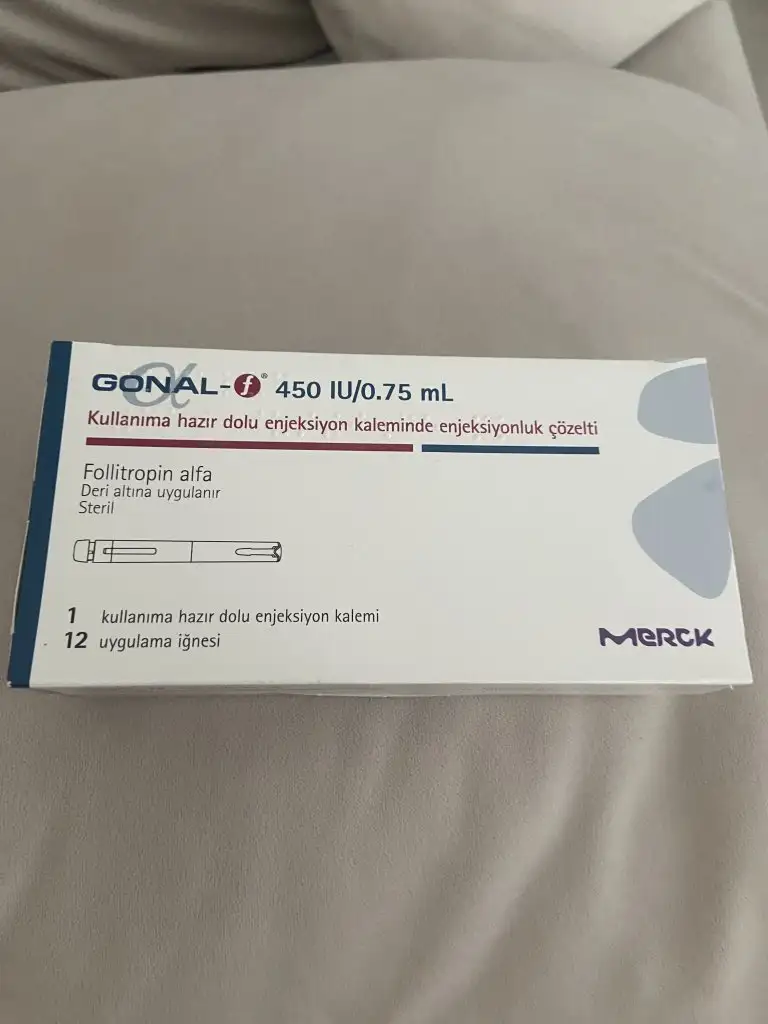 GONAL-f® 450 IU/0.75 mL
Kullanıma hazır dolu enjeksiyon kaleminde enjeksiyonluk çözelti
Follitropin alfa
Deri altına uygulanır
Steril
1 kullanıma hazır dolu enjeksiyon kalemi
12 uygulama iğnesi
MERCK